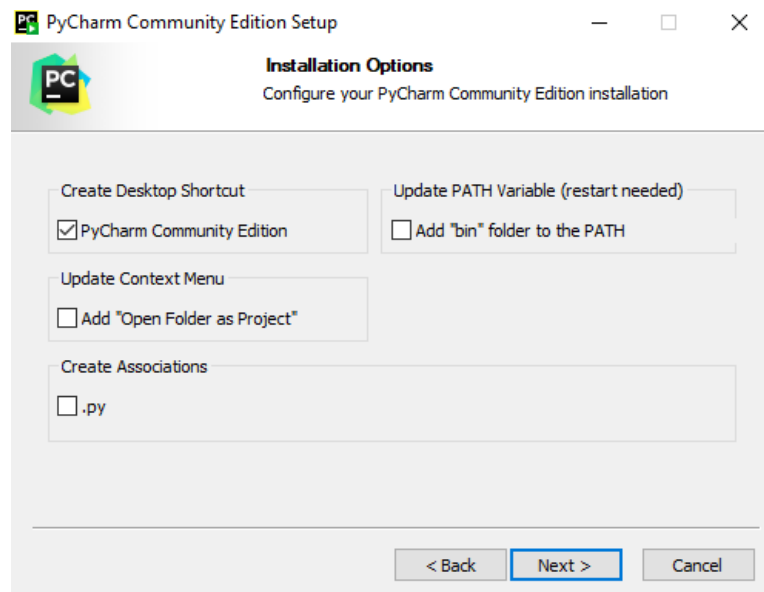 PyCharm Community Edition Setup
Installation Options
Configure your PyCharm Community Edition installation
PC
Create Desktop Shortcut
PyCharm Community Edition
Update PATH Variable (restart needed)
Add "bin" folder to the PATH
Update Context Menu
Add "Open Folder as Project"
Create Associations
.py
< Back
Next >
Cancel